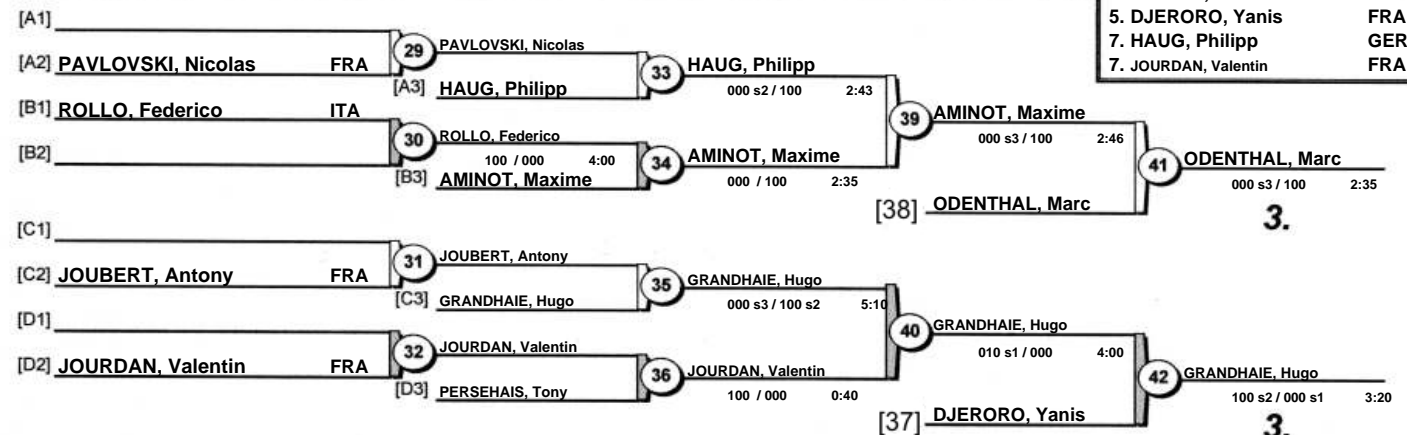 5. DJERORO, Yanis FRA
7. HAUG, Philipp GER
7. JOURDAN, Valentin FRA
[A1]
[A2] PAVLOVSKI, Nicolas FRA
29
PAVLOVSKI, Nicolas
[A3] HAUG, Philipp
33
HAUG, Philipp
000 s2 / 100 2:43
[B1] ROLLO, Federico ITA
[B2]
30
ROLLO, Federico
100 / 000 4:00
[B3] AMINOT, Maxime
34
AMINOT, Maxime
000 / 100 2:35
39
AMINOT, Maxime
000 s3 / 100 2:46
[38] ODENTHAL, Marc
41
ODENTHAL, Marc
000 s3 / 100 2:35
3.
[C1]
[C2] JOUBERT, Antony FRA
31
JOUBERT, Antony
[C3] GRANDHAIE, Hugo
35
GRANDHAIE, Hugo
000 s3 / 100 s2 5:10
[D1]
[D2] JOURDAN, Valentin FRA
32
JOURDAN, Valentin
[D3] PERSEHAIS, Tony
36
JOURDAN, Valentin
100 / 000 0:40
40
GRANDHAIE, Hugo
010 s1 / 000 4:00
[37] DJERORO, Yanis
42
GRANDHAIE, Hugo
100 s2 / 000 s1 3:20
3.